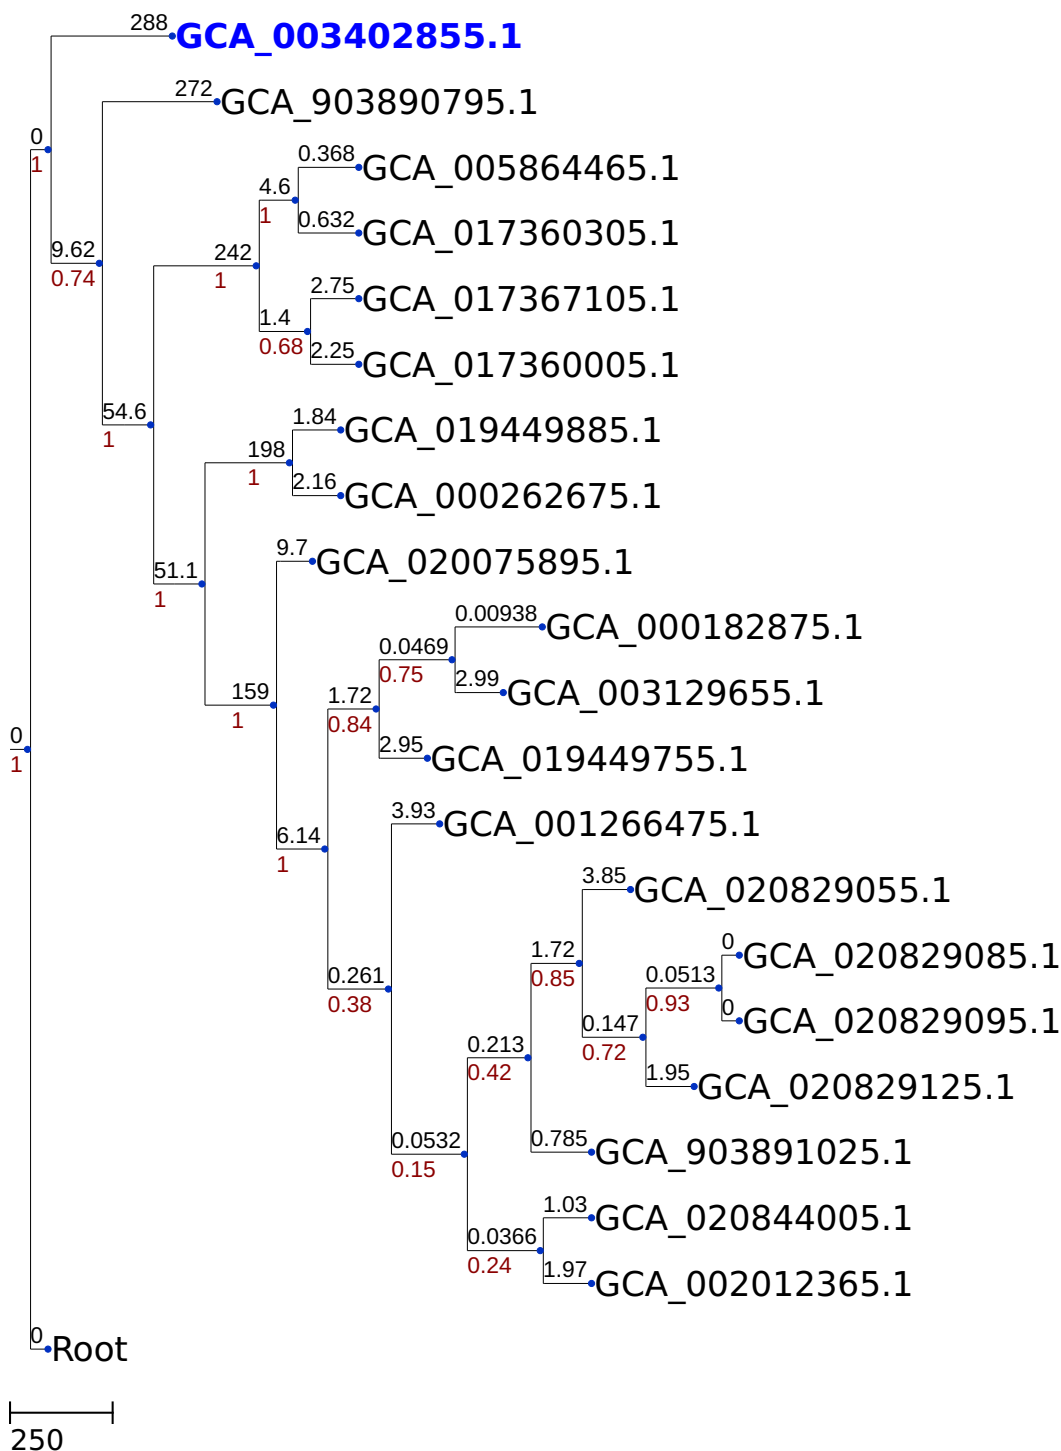 288 GCA_003402855.1
272 GCA_903890795.1
0
1
0.368 GCA_005864465.1
4.6
1
0.632 GCA_017360305.1
9.62
0.74
242
1
2.75 GCA_017367105.1
1.4
0.68
2.25 GCA_017360005.1
54.6
1
1.84 GCA_019449885.1
198
1
2.16 GCA_000262675.1
9.7 GCA_020075895.1
51.1
1
0.00938 GCA_000182875.1
0.0469
0.75
2.99 GCA_003129655.1
159
1
1.72
0.84
2.95 GCA_019449755.1
0
1
3.93 GCA_001266475.1
6.14
1
3.85 GCA_020829055.1
1.72
0.85
0 GCA_020829085.1
0.261
0.38
0.0513
0.93
0 GCA_020829095.1
0.147
0.72
0.213
0.42
1.95 GCA_020829125.1
0.0532
0.15
0.785 GCA_903891025.1
1.03 GCA_020844005.1
0.0366
0.24
1.97 GCA_002012365.1
0 Root
250